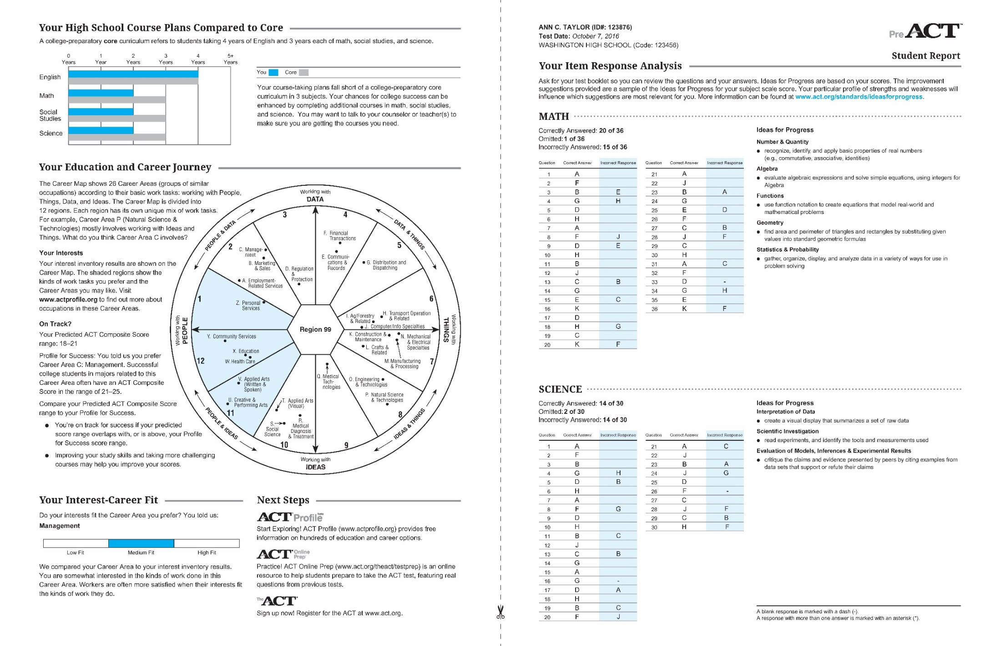 Your High School Course Plans Compared to Core
A college-preparatory core curriculum refers to students taking 4 years of English and 3 years each of math, social studies, and science.
0 1 2 3 4 5+
Years Year Years Years Years Years
English
Math
Social
Studies
Science
You Core
Your course-taking plans fall short of a college-preparatory core
curriculum in 3 subjects. Your chances for college success can be
enhanced by completing additional courses in math, social studies,
and science. You may want to talk to your counselor or teacher(s) to
make sure you are getting the courses you need.
Your Education and Career Journey
The Career Map shows 26 Career Areas (groups of similar
occupations) according to their basic work tasks: working with People,
Things, Data, and Ideas. The Career Map is divided into
12 regions. Each region has its own unique mix of work tasks.
For example, Career Area P (Natural Science &
Technologies) mostly involves working with Ideas and
Things. What do you think Career Area C involves?
Your Interests
Your interest inventory results are shown on the
Career Map. The shaded regions show the
kinds of work tasks you prefer and the
Career Areas you may like. Visit
www.actprofile.org to find out more about
occupations in these Career Areas.
On Track?
Your Predicted ACT Composite Score
range: 18–21
Profile for Success: You told us you prefer
Career Area C: Management. Successful
college students in majors related to this
Career Area often have an ACT Composite
Score in the range of 21–25.
Compare your Predicted ACT Composite Score
range to your Profile for Success.
● You're on track for success if your predicted
score range overlaps with, or is above, your Profile
for Success score range.
● Improving your study skills and taking more challenging
courses may help you improve your scores.
Working with
DATA
DATA & THINGS
Working with
THINGS
IDEAS & THINGS
Working with
IDEAS
PEOPLE & IDEAS
Working with
PEOPLE
PEOPLE & DATA
Region 99
1
Z. Personal
Services
2
C. Manage-
ment
B. Marketing
& Sales
A. Employment-
Related Services
3
D. Regulation
&
Protection
4
F. Financial
Transactions
E. Communi-
cations &
Records
5
G. Distribution and
Dispatching
6
H. Transport Operation
& Related
I. Ag/Forestry
& Related
J. Computer/Info Specialties
7
K. Construction &
Maintenance
N. Mechanical
& Electrical
Specialties
L. Crafts &
Related
M. Manufacturing
& Processing
8
O. Engineering
& Technologies
P. Natural Science
& Technologies
9
Q. Medical
Tech-
nologies
10
T. Applied Arts
(Visual)
S.
Social
Science
R.
Medical
Diagnosis
& Treatment
11
V. Applied Arts
(Written &
Spoken)
U. Creative &
Performing Arts
12
Y. Community Services
X. Education
W. Health Care
Your Interest-Career Fit
Do your interests fit the Career Area you prefer? You told us:
Management
Low Fit Medium Fit High Fit
We compared your Career Area to your interest inventory results.
You are somewhat interested in the kinds of work done in this
Career Area. Workers are often more satisfied when their interests fit
the kinds of work they do.
Next Steps
ACT Profile beta
Start Exploring! ACT Profile (www.actprofile.org) provides free
information on hundreds of education and career options.
ACT Online Prep
Practice! ACT Online Prep (www.act.org/theact/testprep) is an online
resource to help students prepare to take the ACT test, featuring real
questions from previous tests.
The ACT
Sign up now! Register for the ACT at www.act.org.
ANN C. TAYLOR (ID#: 123876)
Test Date: October 7, 2016
WASHINGTON HIGH SCHOOL (Code: 123456)
PreACT™
Student Report
Your Item Response Analysis
Ask for your test booklet so you can review the questions and your answers. Ideas for Progress are based on your scores. The improvement
suggestions provided are a sample of the Ideas for Progress for your subject scale score. Your particular profile of strengths and weaknesses will
influence which suggestions are most relevant for you. More information can be found at www.act.org/standards/ideasforprogress.
MATH
Correctly Answered: 20 of 36
Omitted: 1 of 36
Incorrectly Answered: 15 of 36
Question Correct Answer Incorrect Response
1 A
2 F
3 B E
4 G H
5 D
6 H
7 A
8 F J
9 D E
10 H
11 B
12 J
13 C B
14 G
15 E C
16 K
17 D
18 H G
19 C
20 K F
Question Correct Answer Incorrect Response
21 A
22 J
23 B A
24 G
25 E D
26 F
27 C B
28 J F
29 C
30 H
31 A C
32 F
33 D -
34 G H
35 E
36 K F
Ideas for Progress
Number & Quantity
● recognize, identify, and apply basic properties of real numbers
(e.g., commutative, associative, identities)
Algebra
● evaluate algebraic expressions and solve simple equations, using integers for
Algebra
Functions
● use function notation to create equations that model real-world and
mathematical problems
Geometry
● find area and perimeter of triangles and rectangles by substituting given
values into standard geometric formulas
Statistics & Probability
● gather, organize, display, and analyze data in a variety of ways for use in
problem solving
SCIENCE
Correctly Answered: 14 of 30
Omitted: 2 of 30
Incorrectly Answered: 14 of 30
Question Correct Answer Incorrect Response
1 A
2 F
3 B
4 G H
5 D B
6 H
7 A
8 F G
9 D
10 H
11 B C
12 J
13 C B
14 G
15 A
16 G -
17 D A
18 H
19 B C
20 F J
Question Correct Answer Incorrect Response
21 A C
22 J
23 B A
24 J G
25 D
26 F -
27 C
28 J F
29 C B
30 H F
Ideas for Progress
Interpretation of Data
● create a visual display that summarizes a set of raw data
Scientific Investigation
● read experiments, and identify the tools and measurements used
Evaluation of Models, Inferences & Experimental Results
● critique the claims and evidence presented by peers by citing examples from
data sets that support or refute their claims
A blank response is marked with a dash (-).
A response with more than one answer is marked with an asterisk (*).